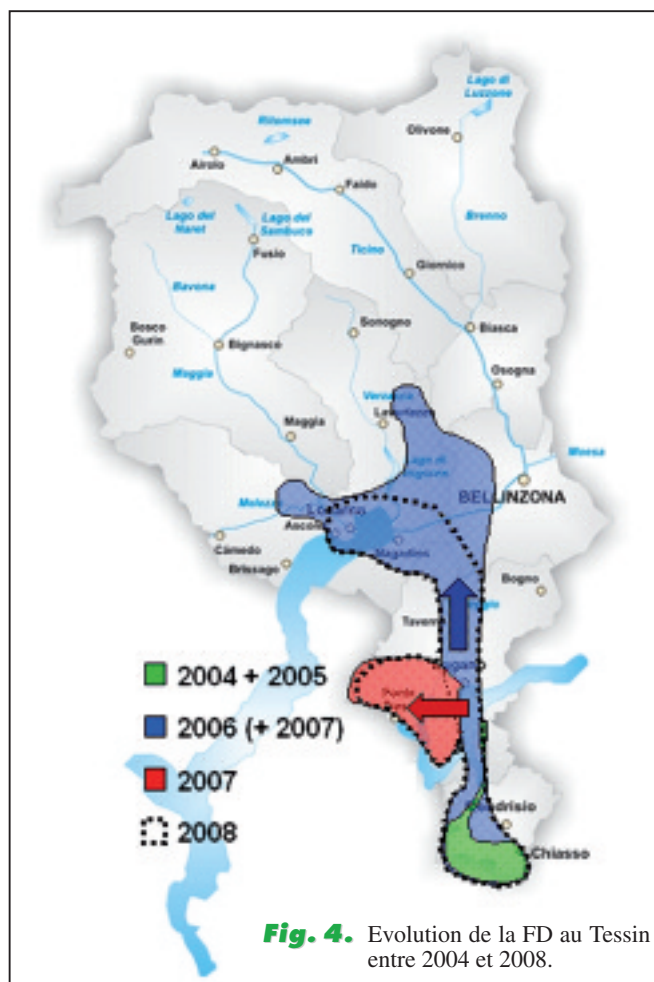 Lago di
Luzzone
Olivone
Ritomsee
Airolo
Ambri
Faido
Lago del
Naret
Lago del
Sambuco
Brenno
Fusio
Ticino
Giornico
Bavona
Sonogno
Biasca
Bosco
Gurin
Bignasco
Osogna
Maggia
Maggia
Moesa
BELLINZONA
Melezza
Ascona
Magadino
Camedo
Brissago
Bogno
Taverne
Ponte
2004 + 2005
2006 (+ 2007)
2007
2008
Chiasso
Fig. 4. Evolution de la FD au Tessin
entre 2004 et 2008.